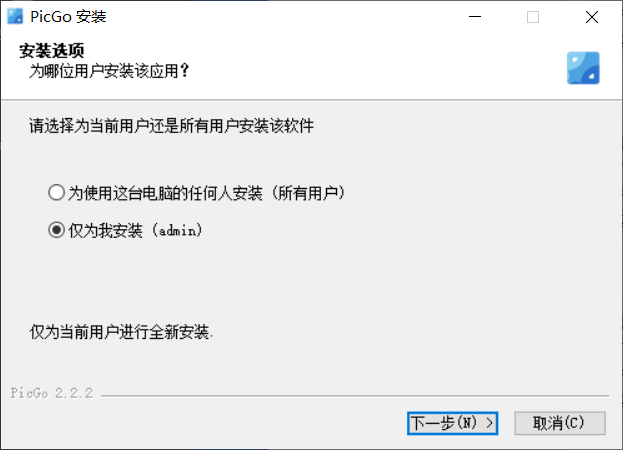 PicGo 安装
安装选项
为哪位用户安装该应用？
请选择为当前用户还是所有用户安装该软件
为使用这台电脑的任何人安装（所有用户）
仅为我安装（admin）
仅为当前用户进行全新安装.
PicGo 2.2.2
下一步(N) > 取消(C)